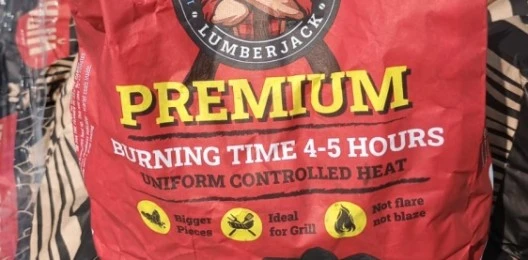 LUMBERJACK
PREMIUM
BURNING TIME 4-5 HOURS
UNIFORM CONTROLLED HEAT
Bigger
Pieces
Ideal
for Grill
Not flare
not blaze